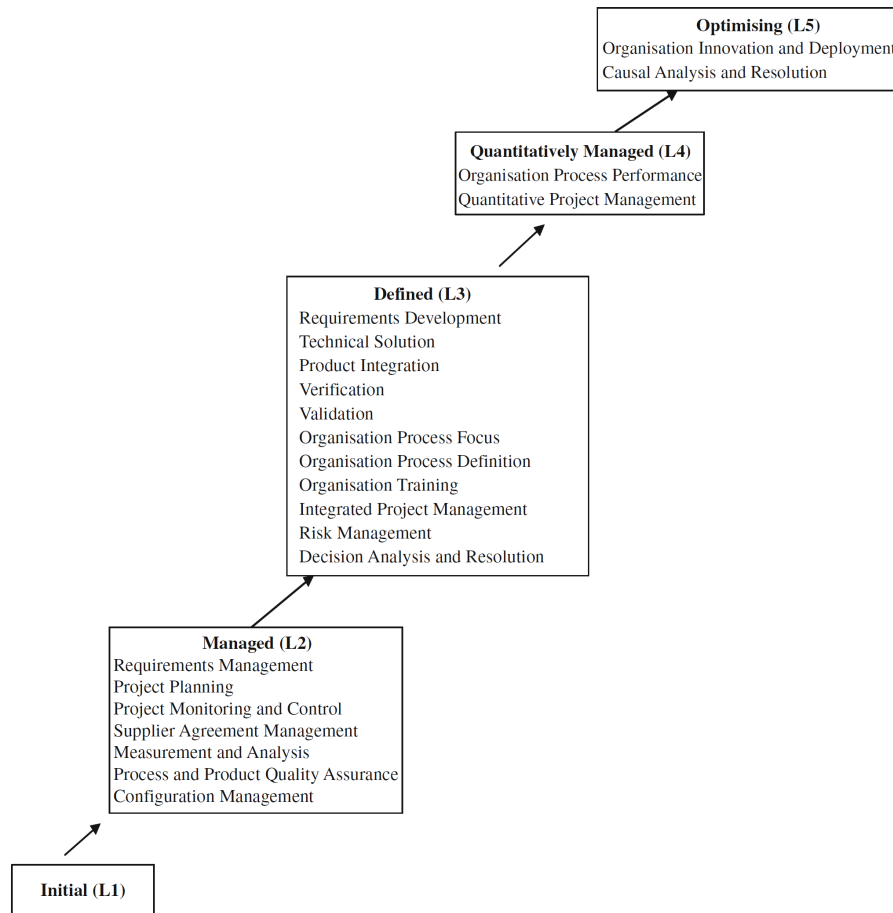 Optimising (L5)
Organisation Innovation and Deployment
Causal Analysis and Resolution
Quantitatively Managed (L4)
Organisation Process Performance
Quantitative Project Management
Defined (L3)
Requirements Development
Technical Solution
Product Integration
Verification
Validation
Organisation Process Focus
Organisation Process Definition
Organisation Training
Integrated Project Management
Risk Management
Decision Analysis and Resolution
Managed (L2)
Requirements Management
Project Planning
Project Monitoring and Control
Supplier Agreement Management
Measurement and Analysis
Process and Product Quality Assurance
Configuration Management
Initial (L1)